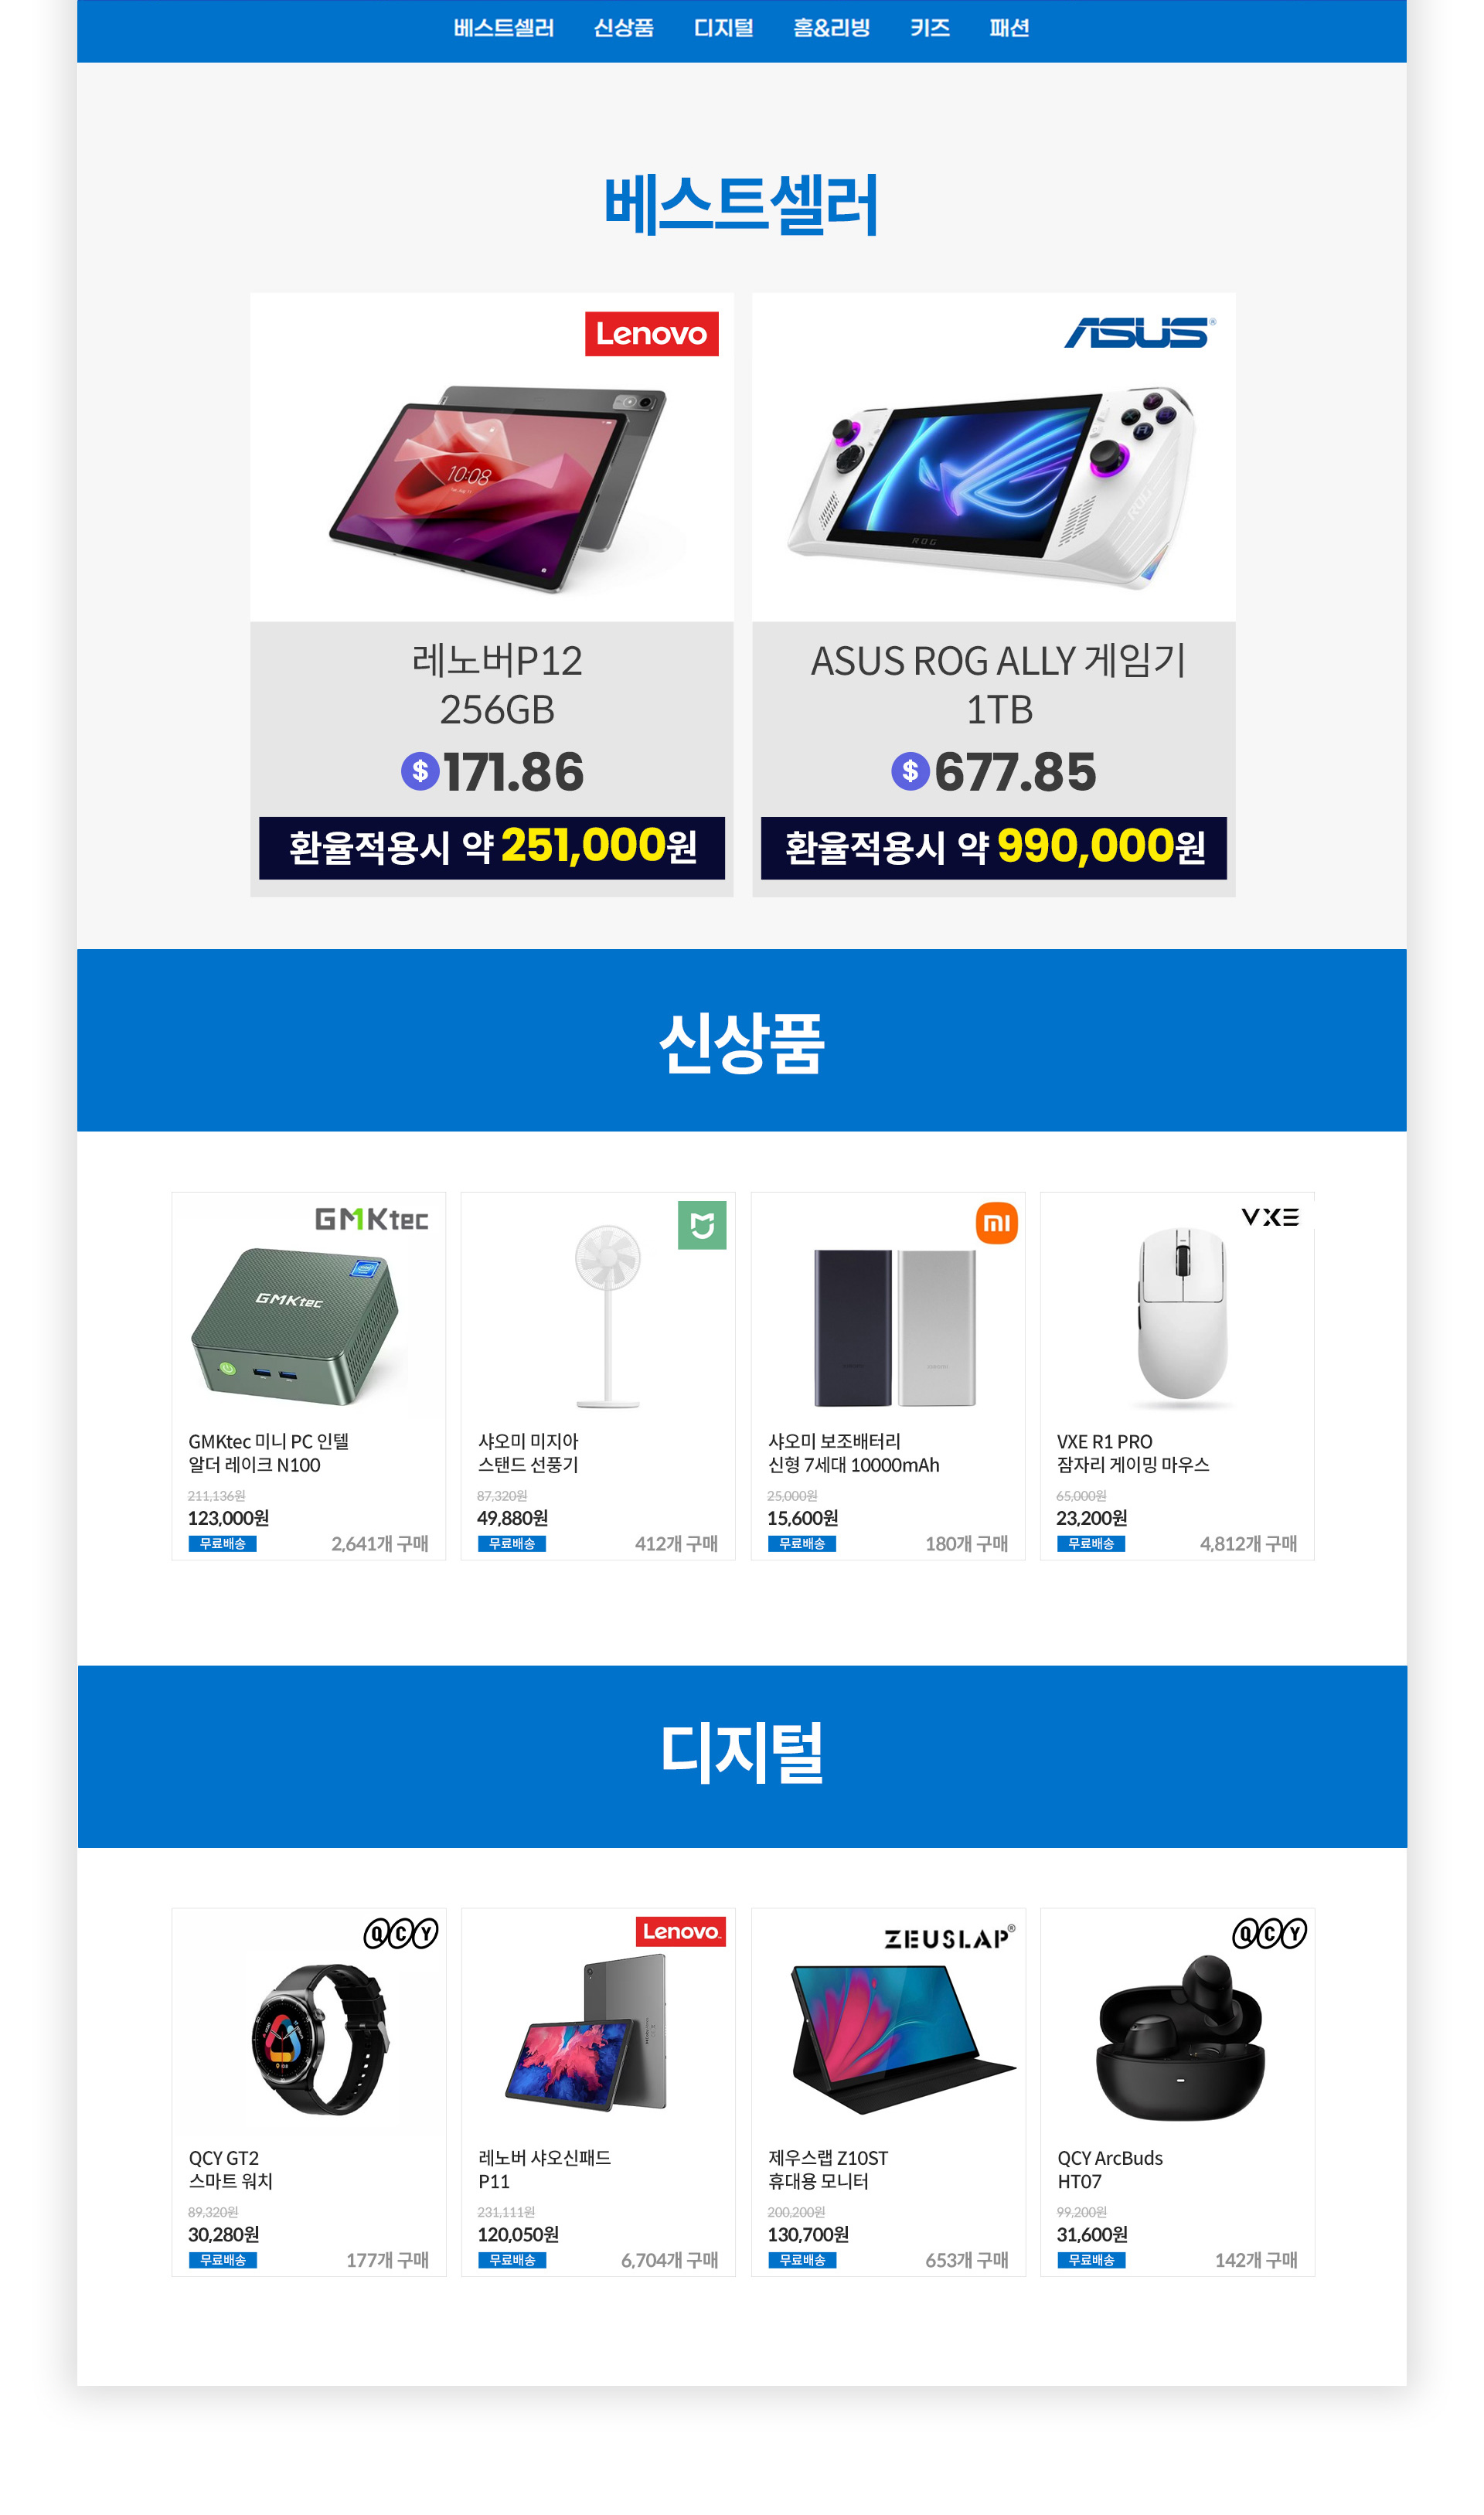 베스트셀러 신상품 디지털 홈&리빙 키즈 패션
베스트셀러
Lenovo
10:08
레노버P12
256GB
$171.86
환율적용시 약 251,000원
ASUS®
ROG
ROG
ASUS ROG ALLY 게임기
1TB
$677.85
환율적용시 약 990,000원
신상품
GMKtec
GMKtec
GMKtec 미니 PC 인텔
알더 레이크 N100
211,136원
123,000원
무료배송 2,641개 구매
샤오미 미지아
스탠드 선풍기
87,320원
49,880원
무료배송 412개 구매
mi
샤오미 보조배터리
신형 7세대 10000mAh
25,000원
15,600원
무료배송 180개 구매
VXE
VXE R1 PRO
잠자리 게이밍 마우스
65,000원
23,200원
무료배송 4,812개 구매
디지털
QCY
QCY GT2
스마트 워치
89,320원
30,280원
무료배송 177개 구매
Lenovo
레노버 샤오신패드
P11
231,111원
120,050원
무료배송 6,704개 구매
ZEUSLAP®
제우스랩 Z10ST
휴대용 모니터
200,200원
130,700원
무료배송 653개 구매
QCY
QCY ArcBuds
HT07
99,200원
31,600원
무료배송 142개 구매